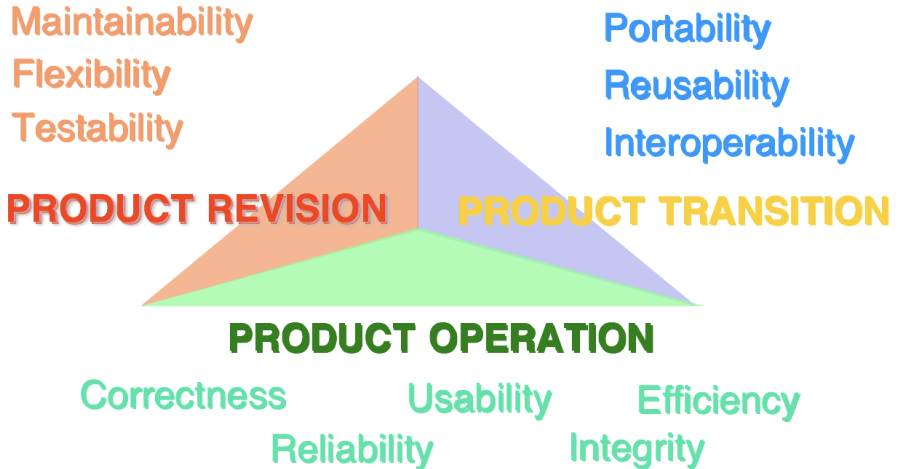 Maintainability
Flexibility
Testability
Portability
Reusability
Interoperability
PRODUCT REVISION
PRODUCT TRANSITION
PRODUCT OPERATION
Correctness
Usability
Efficiency
Reliability
Integrity